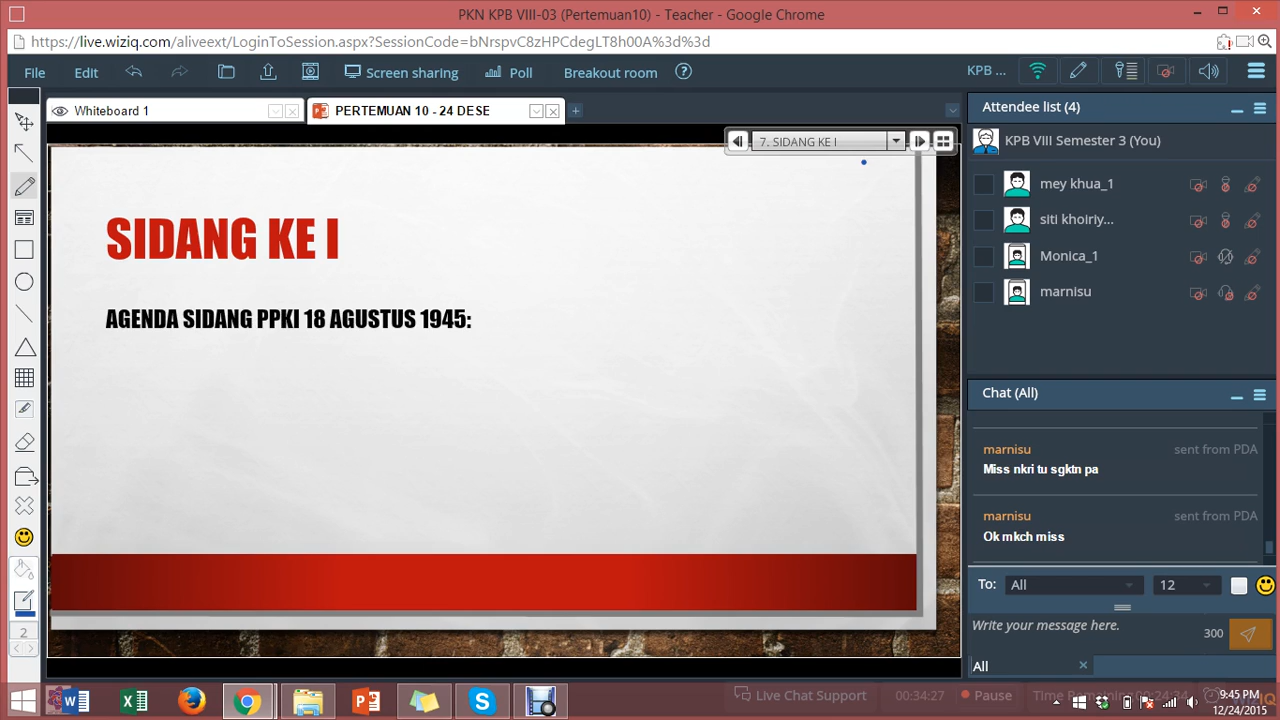 PKN KPB VIII-03 (Pertemuan10) - Teacher - Google Chrome
https://live.wiziq.com/aliveext/LoginToSession.aspx?SessionCode=bNrspvC8zHPCdegLT8h00A%3d%3d
File Edit Screen sharing Poll Breakout room KPB ...
Whiteboard 1 PERTEMUAN 10 - 24 DESE
7. SIDANG KE I
SIDANG KE I
AGENDA SIDANG PPKI 18 AGUSTUS 1945:
2
Attendee list (4)
KPB VIII Semester 3 (You)
mey khua_1
siti khoiriy...
Monica_1
marnisu
Chat (All)
marnisu sent from PDA
Miss nkri tu sgktn pa
marnisu sent from PDA
Ok mkch miss
To: All 12
Write your message here. 300
All
Live Chat Support 00:34:27 Pause Time Remaining
9:45 PM
12/24/2015